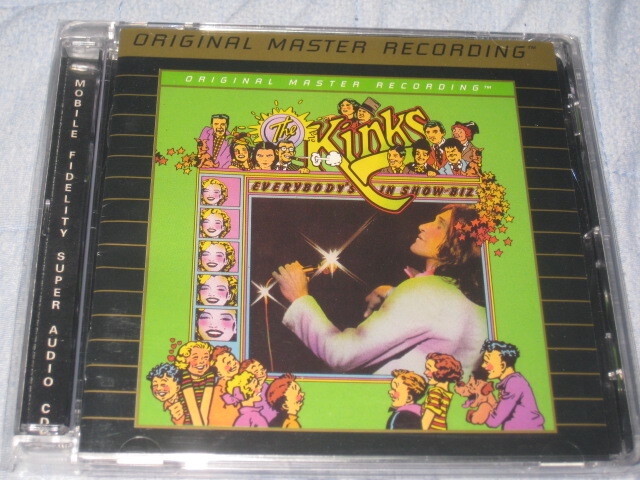 ORIGINAL MASTER RECORDING™
ORIGINAL MASTER RECORDING™
The Kinks
EVERYBODY'S IN SHOW-BIZ
MOBILE FIDELITY SUPER AUDIO CD